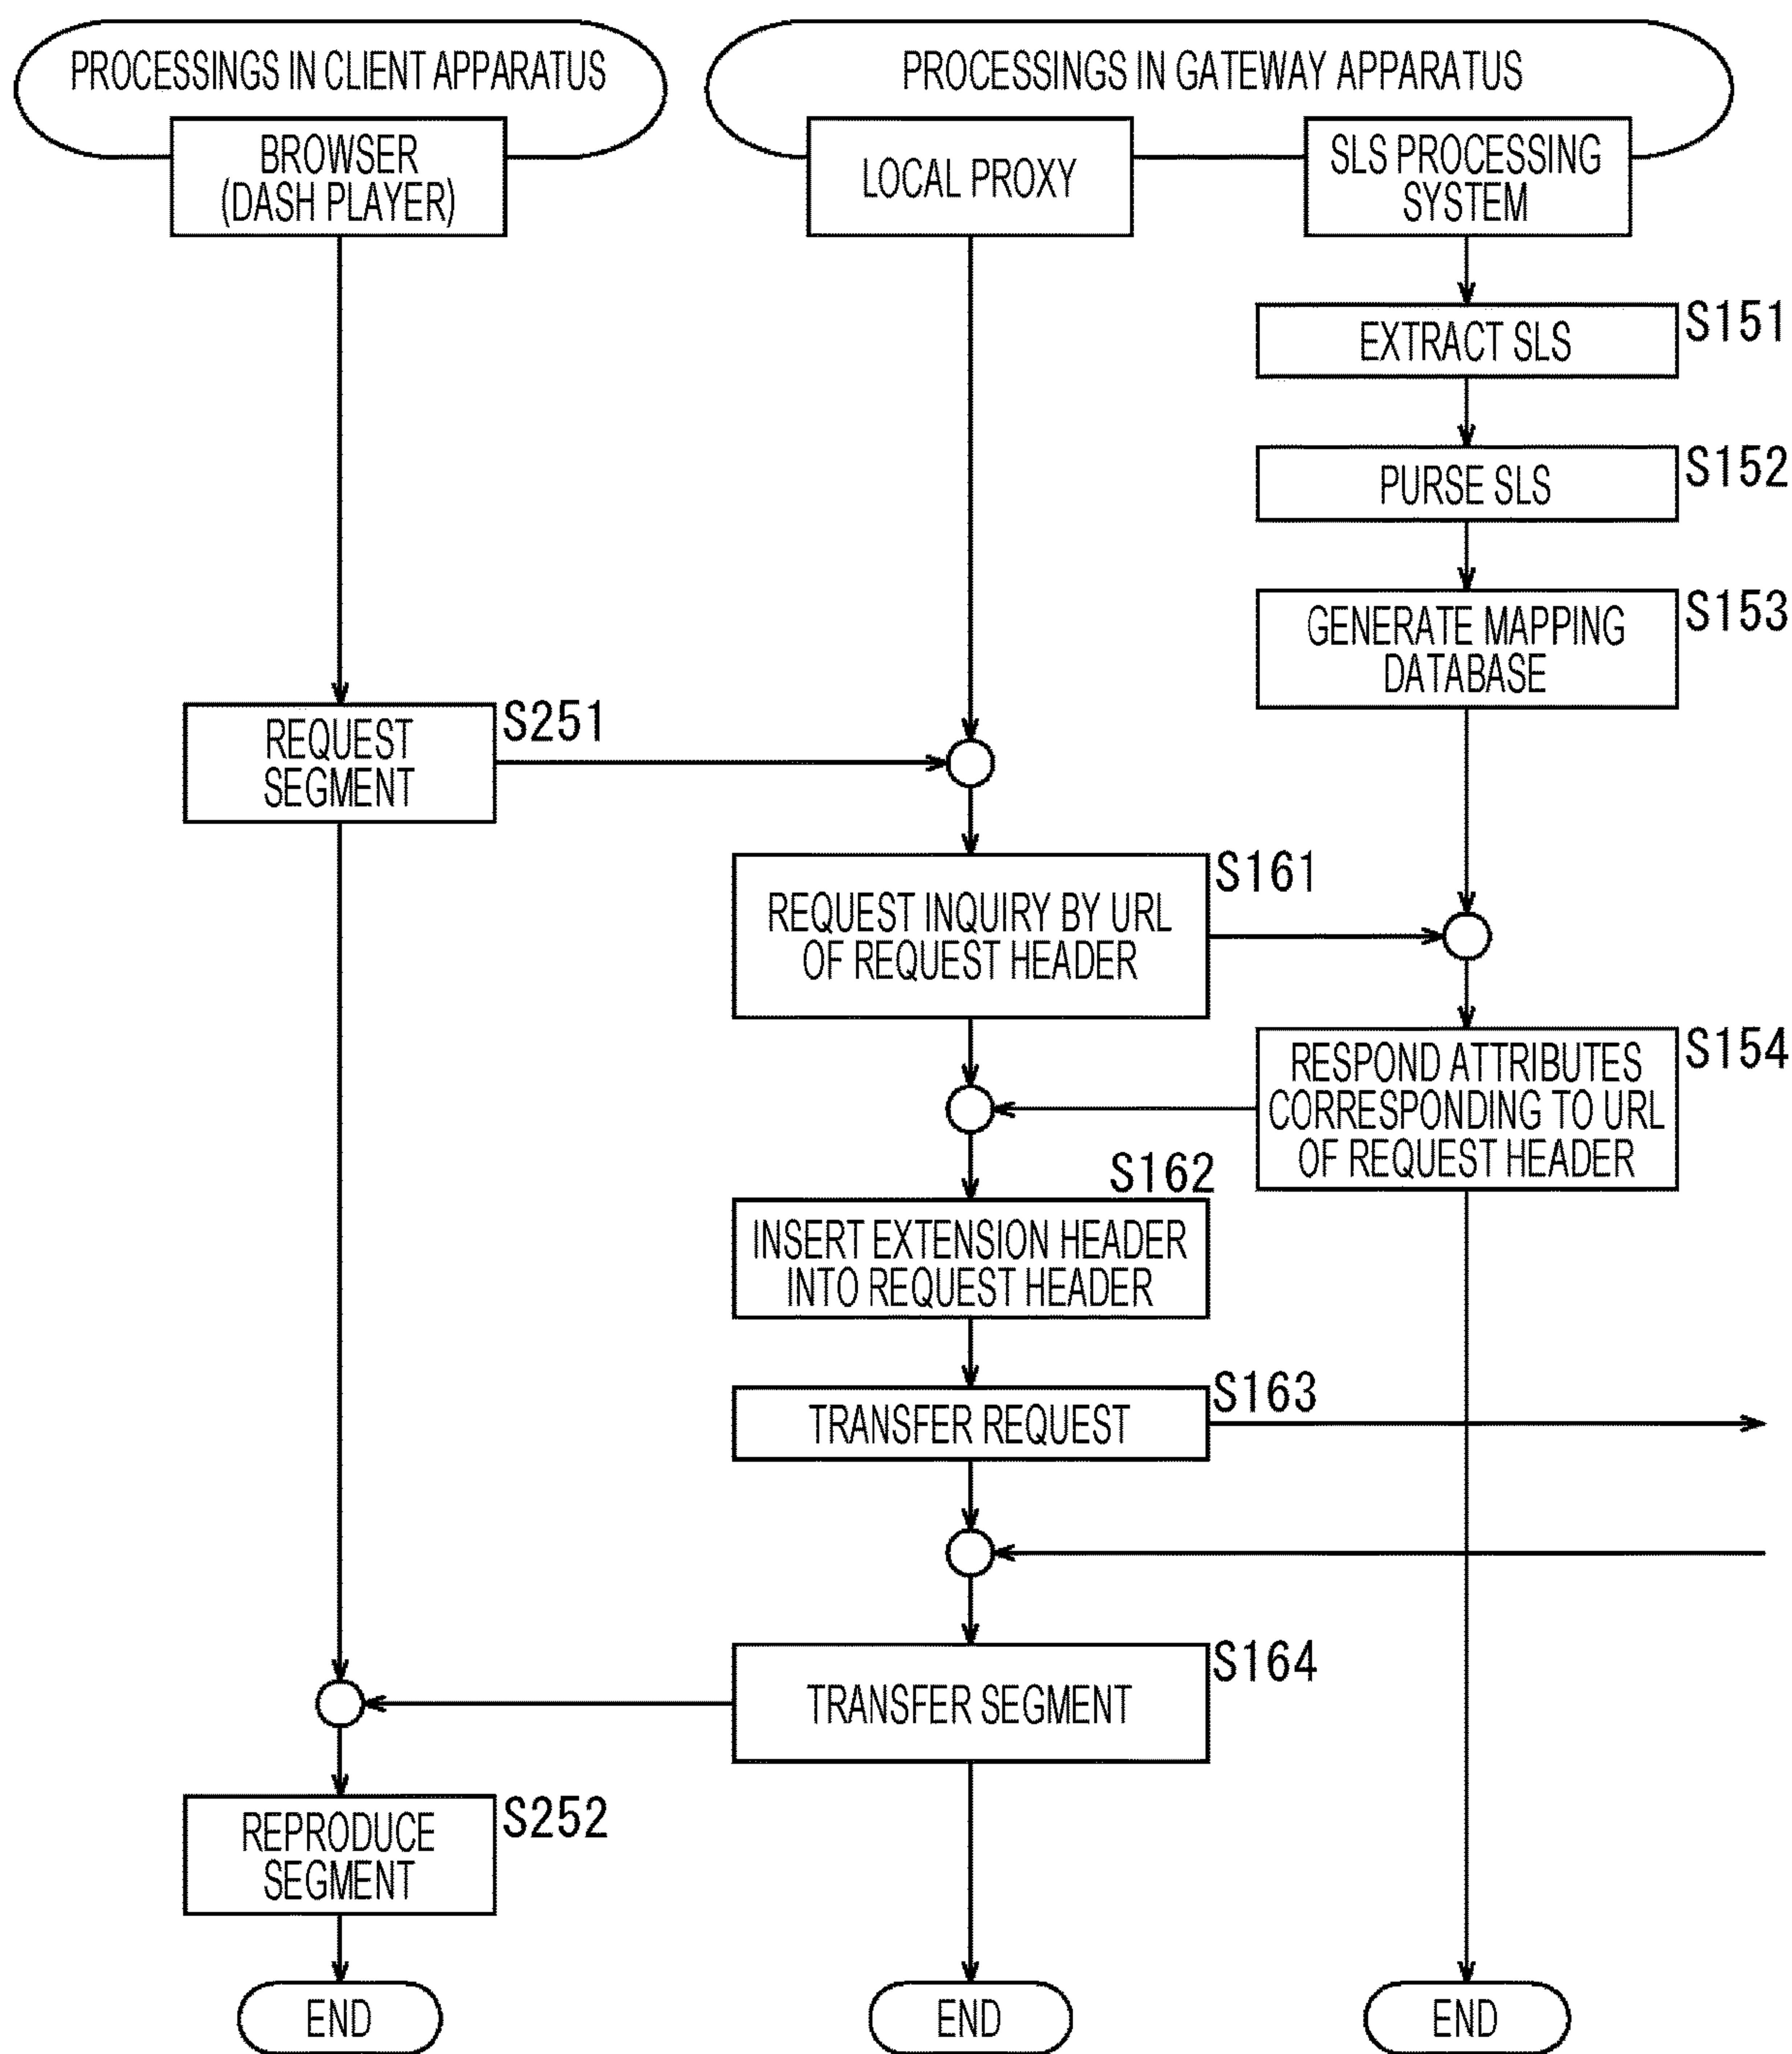 PROCESSINGS IN CLIENT APPARATUS
PROCESSINGS IN GATEWAY APPARATUS
BROWSER
(DASH PLAYER)
LOCAL PROXY
SLS PROCESSING
SYSTEM
EXTRACT SLS
S151
PURSE SLS
S152
GENERATE MAPPING
DATABASE
S153
REQUEST
SEGMENT
S251
REQUEST INQUIRY BY URL
OF REQUEST HEADER
S161
RESPOND ATTRIBUTES
CORRESPONDING TO URL
OF REQUEST HEADER
S154
INSERT EXTENSION HEADER
INTO REQUEST HEADER
S162
TRANSFER REQUEST
S163
TRANSFER SEGMENT
S164
REPRODUCE
SEGMENT
S252
END
END
END